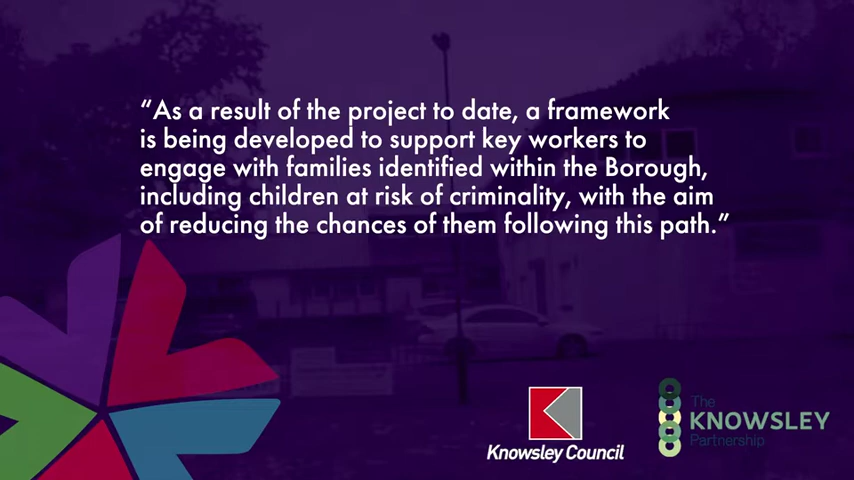 “As a result of the project to date, a framework
is being developed to support key workers to
engage with families identified within the Borough,
including children at risk of criminality, with the aim
of reducing the chances of them following this path.”
Knowsley Council
The
KNOWSLEY
Partnership